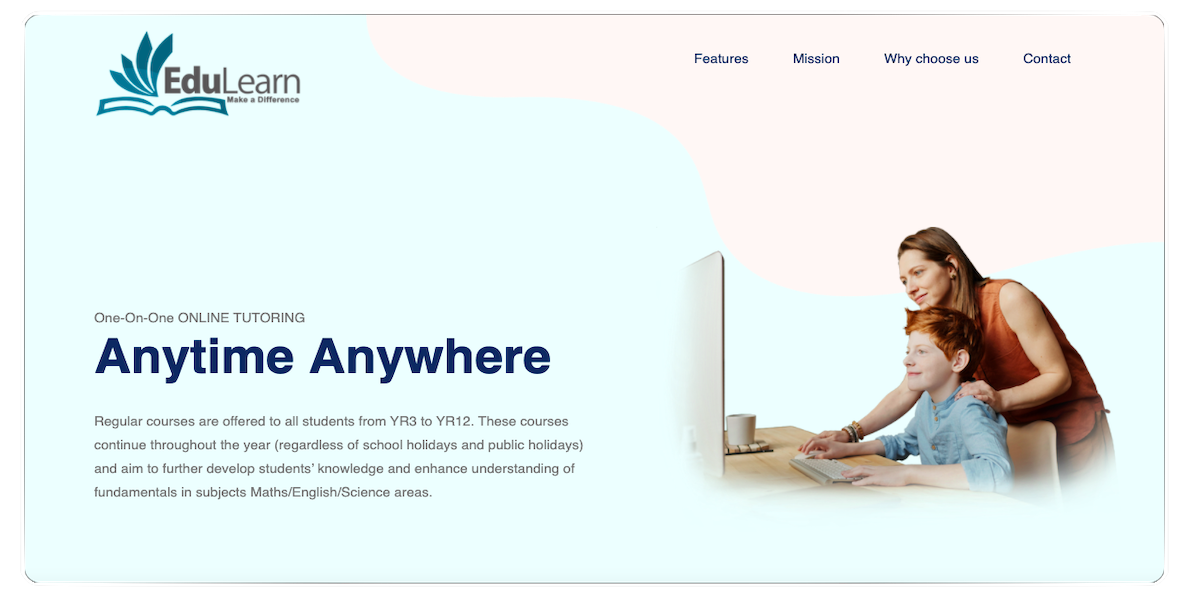 EduLearn
Make a Difference
Features
Mission
Why choose us
Contact
One-On-One ONLINE TUTORING
Anytime Anywhere
Regular courses are offered to all students from YR3 to YR12. These courses
continue throughout the year (regardless of school holidays and public holidays)
and aim to further develop students’ knowledge and enhance understanding of
fundamentals in subjects Maths/English/Science areas.